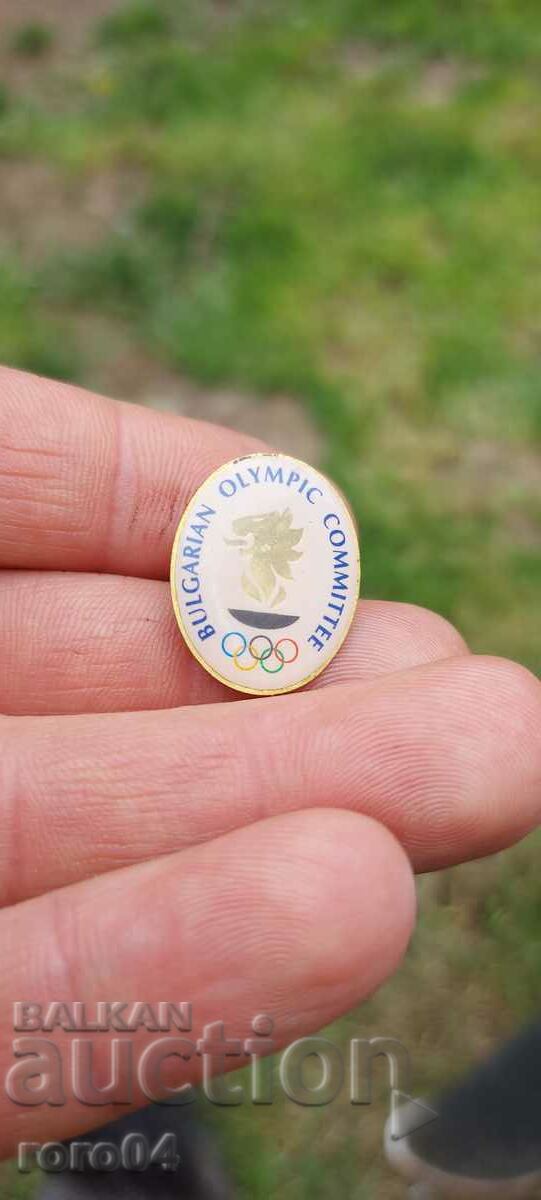 BULGARIAN OLYMPIC COMMITTEE
BALKAN
auction
roro04